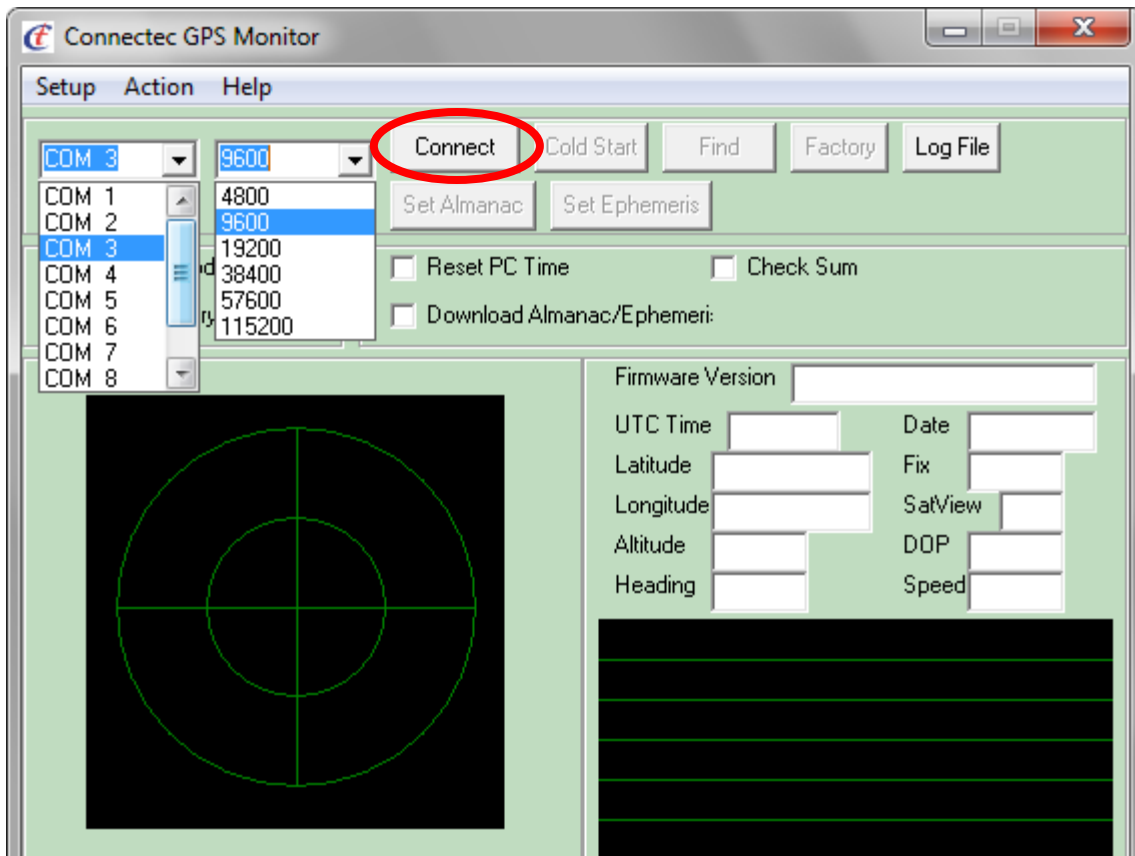 Connectec GPS Monitor
Setup Action Help
COM 3 9600 Connect Cold Start Find Factory Log File
COM 1 4800 Set Almanac Set Ephemeris
COM 2 9600
COM 3 19200 Reset PC Time Check Sum
COM 4 38400
COM 5 57600 Download Almanac/Ephemeri
COM 6 115200
COM 7
COM 8
Firmware Version
UTC Time Date
Latitude Fix
Longitude SatView
Altitude DOP
Heading Speed